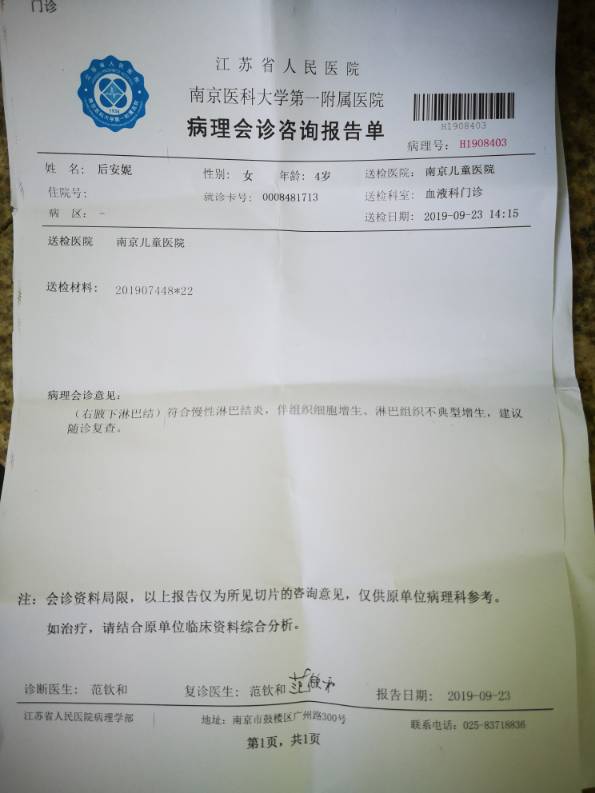 门诊
江苏省人民医院
南京医科大学第一附属医院
病理会诊咨询报告单
H1908403
病理号: H1908403
姓名: 后安妮 性别: 女 年龄: 4岁 送检医院: 南京儿童医院
住院号: 就诊卡号: 0008481713 送检科室: 血液科门诊
病 区: - 送检日期: 2019-09-23 14:15
送检医院 南京儿童医院
送检材料: 201907448*22
病理会诊意见:
(右腋下淋巴结)符合慢性淋巴结炎，伴组织细胞增生、淋巴组织不典型增生，建议
随诊复查。
注: 会诊资料局限，以上报告仅为所见切片的咨询意见，仅供原单位病理科参考。
如治疗，请结合原单位临床资料综合分析。
诊断医生: 范钦和 复诊医生: 范钦和 范钦和 报告日期: 2019-09-23
江苏省人民医院病理学部 地址: 南京市鼓楼区广州路300号 联系电话: 025-83718836
第1页, 共1页